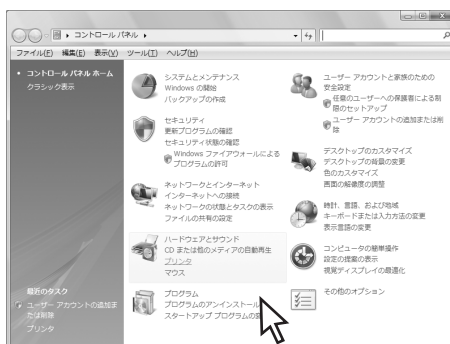 コントロール パネル
ファイル(F) 編集(E) 表示(V) ツール(T) ヘルプ(H)
コントロール パネル ホーム
クラシック表示
最近のタスク
ユーザー アカウントの追加または削除
プリンタ
システムとメンテナンス
Windows の開始
バックアップの作成
セキュリティ
更新プログラムの確認
セキュリティ状態の確認
Windows ファイアウォールによる
プログラムの許可
ネットワークとインターネット
インターネットへの接続
ネットワークの状態とタスクの表示
ファイルの共有の設定
ハードウェアとサウンド
CD または他のメディアの自動再生
プリンタ
マウス
プログラム
プログラムのアンインストール
スタートアップ プログラムの変
ユーザー アカウントと家族のための
安全設定
任意のユーザーへの保護者による制
限のセットアップ
ユーザー アカウントの追加または削
除
デスクトップのカスタマイズ
デスクトップの背景の変更
色のカスタマイズ
画面の解像度の調整
時計、言語、および地域
キーボードまたは入力方法の変更
表示言語の変更
コンピュータの簡単操作
設定の提案の表示
視覚ディスプレイの最適化
その他のオプション